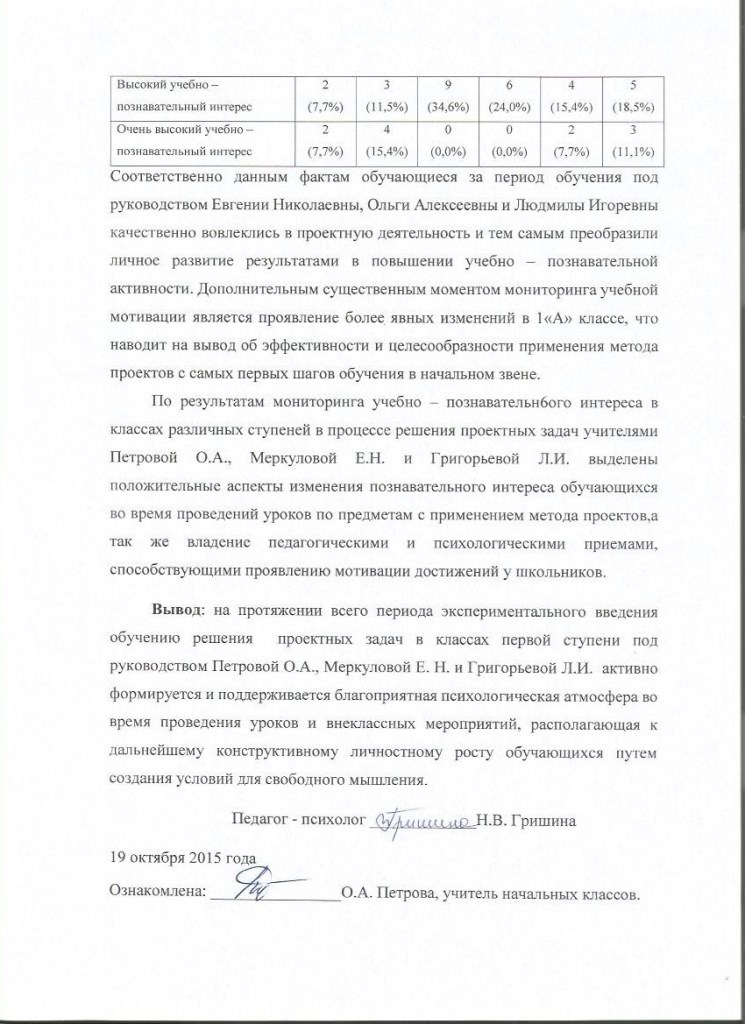 Высокий учебно – 2 3 9 6 4 5
познавательный интерес (7,7%) (11,5%) (34,6%) (24,0%) (15,4%) (18,5%)
Очень высокий учебно – 2 4 0 0 2 3
познавательный интерес (7,7%) (15,4%) (0,0%) (0,0%) (7,7%) (11,1%)
Соответственно данным фактам обучающиеся за период обучения под
руководством Евгении Николаевны, Ольги Алексеевны и Людмилы Игоревны
качественно вовлеклись в проектную деятельность и тем самым преобразили
личное развитие результатами в повышении учебно – познавательной
активности. Дополнительным существенным моментом мониторинга учебной
мотивации является проявление более явных изменений в 1«А» классе, что
наводит на вывод об эффективности и целесообразности применения метода
проектов с самых первых шагов обучения в начальном звене.
По результатам мониторинга учебно – познавательн6ого интереса в
классах различных ступеней в процессе решения проектных задач учителями
Петровой О.А., Меркуловой Е.Н. и Григорьевой Л.И. выделены
положительные аспекты изменения познавательного интереса обучающихся
во время проведений уроков по предметам с применением метода проектов,а
так же владение педагогическими и психологическими приемами,
способствующими проявлению мотивации достижений у школьников.
Вывод: на протяжении всего периода экспериментального введения
обучению решения проектных задач в классах первой ступени под
руководством Петровой О.А., Меркуловой Е. Н. и Григорьевой Л.И. активно
формируется и поддерживается благоприятная психологическая атмосфера во
время проведения уроков и внеклассных мероприятий, располагающая к
дальнейшему конструктивному личностному росту обучающихся путем
создания условий для свободного мышления.
Педагог - психолог Гришина Н.В. Гришина
19 октября 2015 года
Ознакомлена: О.А. Петрова, учитель начальных классов.